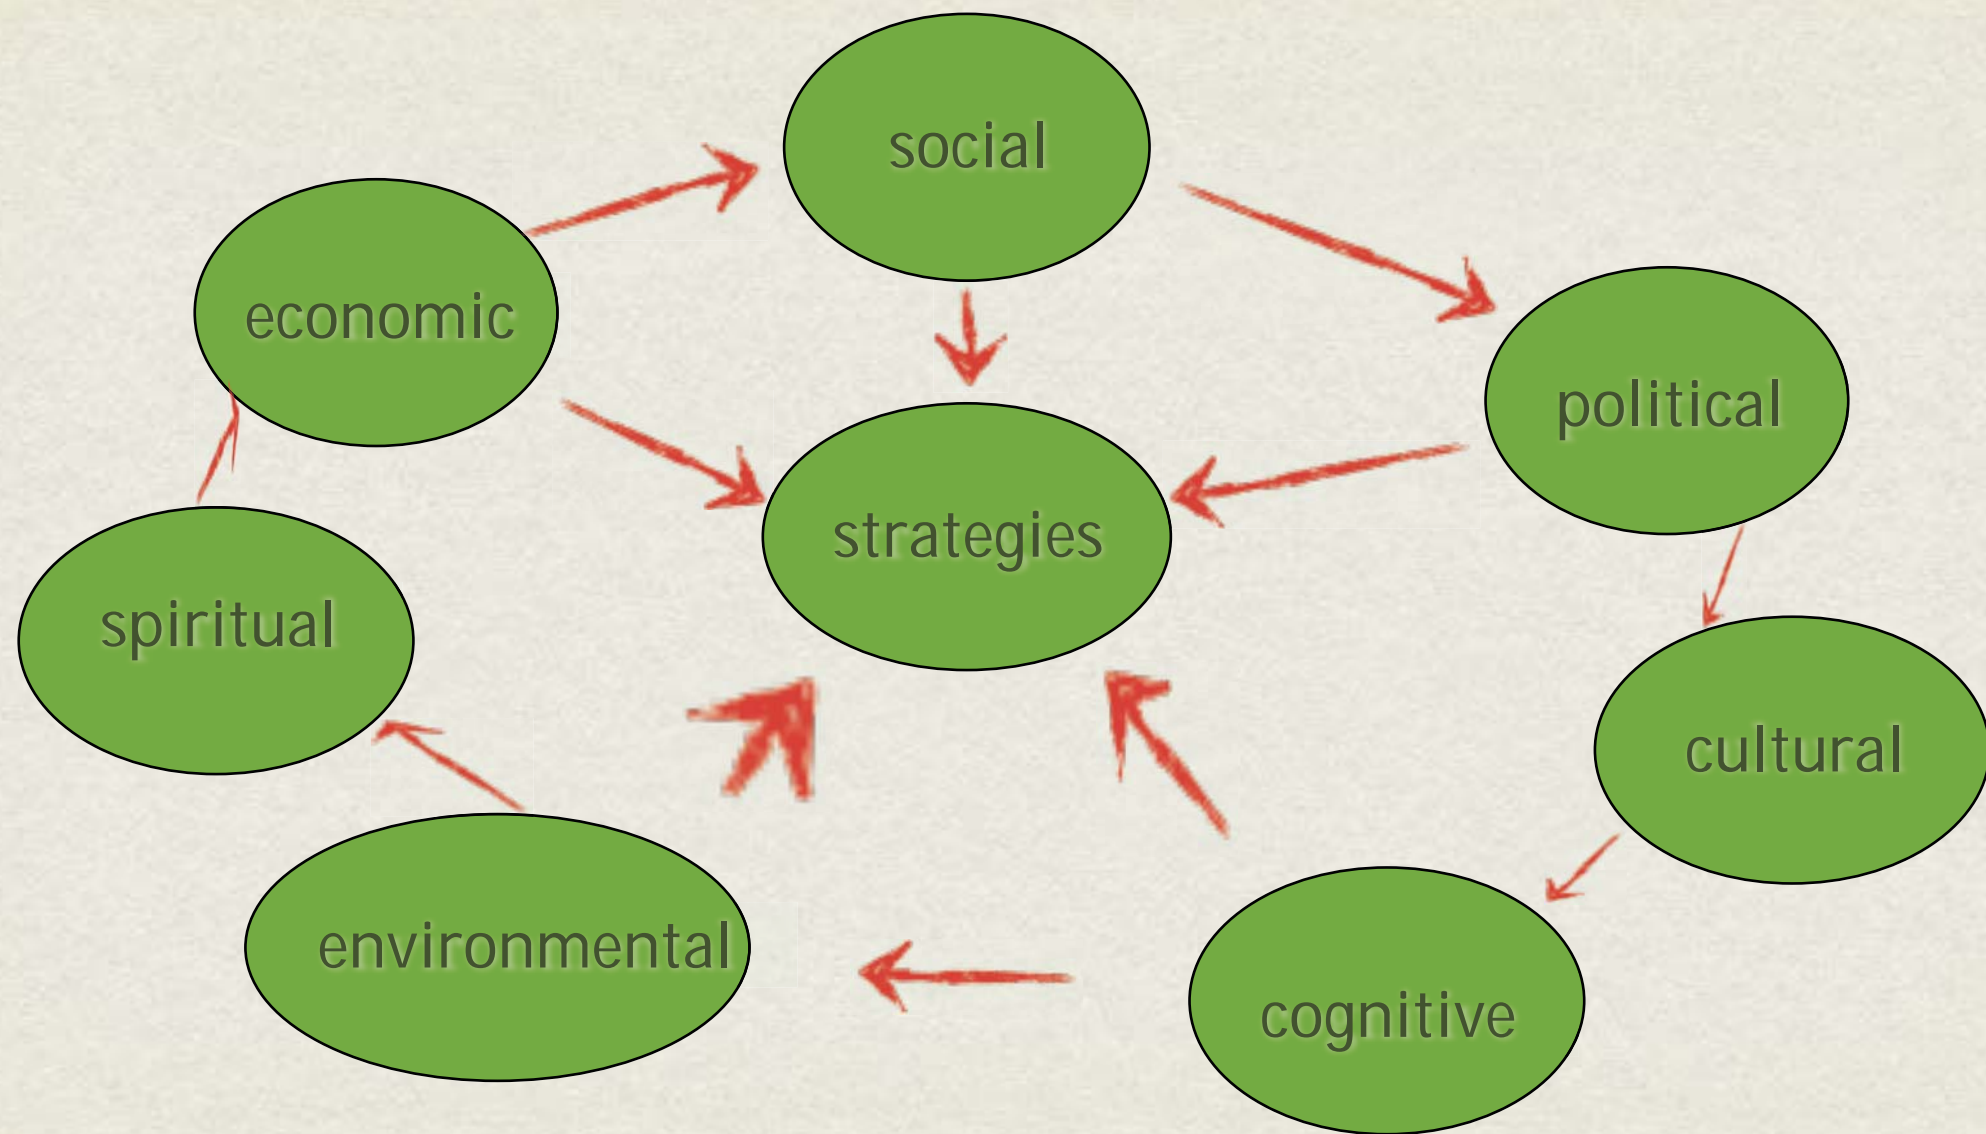 social
economic
political
strategies
spiritual
cultural
environmental
cognitive